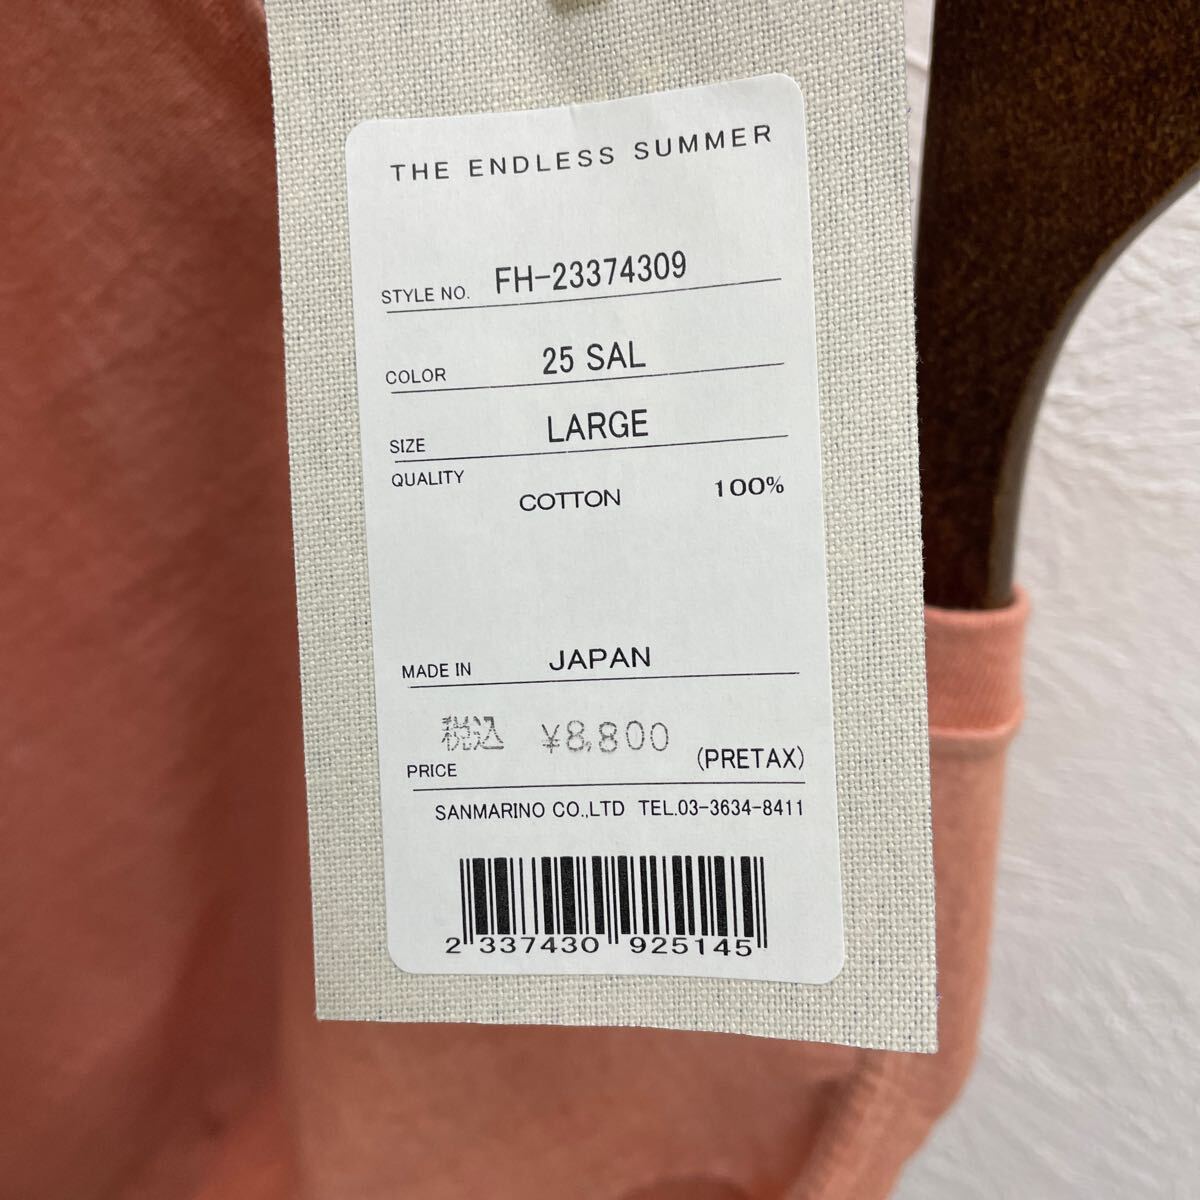 THE ENDLESS SUMMER
STYLE NO. FH-23374309
COLOR 25 SAL
SIZE LARGE
QUALITY
COTTON 100%
MADE IN JAPAN
税込 ¥8,800
PRICE (PRETAX)
SANMARINO CO.,LTD TEL.03-3634-8411
2 337430 925145